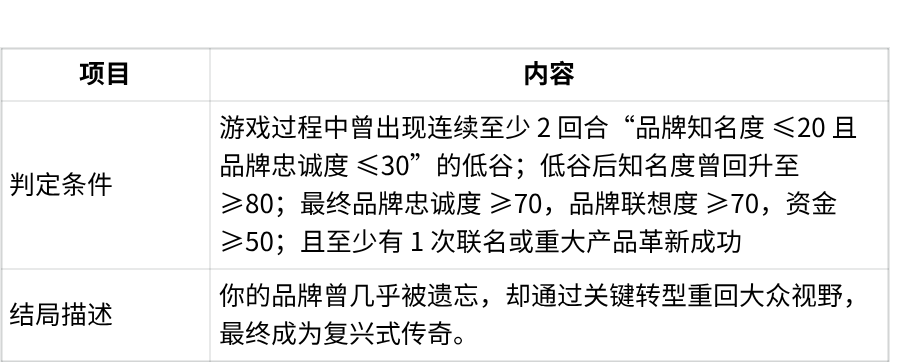 项目 内容
判定条件
游戏过程中曾出现连续至少 2 回合“品牌知名度 ≤20 且
品牌忠诚度 ≤30”的低谷；低谷后知名度曾回升至
≥80；最终品牌忠诚度 ≥70，品牌联想度 ≥70，资金
≥50；且至少有 1 次联名或重大产品革新成功
结局描述
你的品牌曾几乎被遗忘，却通过关键转型重回大众视野，
最终成为复兴式传奇。